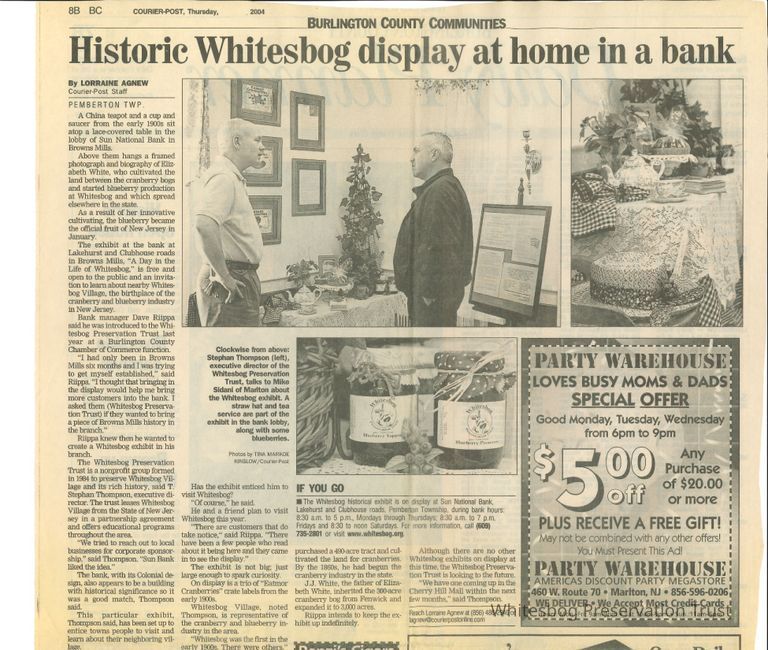 8B BC
COURIER-POST, Thursday,
2004
BURLINGTON COUNTY COMMUNITIES
Historic Whitesbog display at home in a bank
By LORRAINE AGNEW
Courier-Post Staff
PEMBERTON TWP.
A China teapot and a cup and
saucer from the early 1900s sit
atop a lace-covered table in the
lobby of Sun National Bank in
Browns Mills.
Above them hangs a framed
photograph and biography of Eliz-
abeth White, who cultivated the
land between the cranberry bogs
and started blueberry production
at Whitesbog and which spread
elsewhere in the state.
As a result of her innovative
cultivating, the blueberry became
the official fruit of New Jersey in
January.
The exhibit at the bank at
Lakehurst and Clubhouse roads
in Browns Mills, "A Day in the
Life of Whitesbog," is free and
open to the public and an invita-
tion to learn about nearby Whites-
bog Village, the birthplace of the
cranberry and blueberry industry
in New Jersey.
Bank manager Dave Riippa
said he was introduced to the Whi-
tesbog Preservation Trust last
year at a Burlington County
Chamber of Commerce function.
"I had only been in Browns
Mills six months and I was trying
to get myself established," said
Riippa. "I thought that bringing in
the display would help me bring
more customers into the bank. I
asked them (Whitesbog Preserva-
tion Trust) if they wanted to bring
a piece of Browns Mills history in
the branch."
Riippa knew then he wanted to
create a Whitesbog exhibit in his
branch.
The Whitesbog Preservation
Trust is a nonprofit group formed
in 1984 to preserve Whitesbog Vil-
lage and its rich history, said T.
Stephan Thompson, executive di-
rector. The trust leases Whitesbog
Village from the State of New Jer-
sey in a partnership agreement
and offers educational programs
throughout the area.
"We tried to reach out to local
businesses for corporate sponsor-
ship," said Thompson. "Sun Bank
liked the idea."
The bank, with its Colonial de-
sign, also appears to be a building
with historical significance so it
was a good match, Thompson
said.
This particular exhibit,
Thompson said, has been set up to
entice towns people to visit and
learn about their neighboring vil-
lage.
Clockwise from above:
Stephan Thompson (left),
executive director of the
Whitesbog Preservation
Trust, talks to Mike
Sidani of Marlton about
the Whitesbog exhibit. A
straw hat and tea
service are part of the
exhibit in the bank lobby,
along with some
blueberries.
Photos by TINA MARKOE
KINSLOW/Courier-Post
Has the exhibit enticed him to
visit Whitesbog?
"Of course," he said.
He and a friend plan to visit
Whitesbog this year.
"There are customers that do
take notice," said Riippa. "There
have been a few people who read
about it being here and they came
in to see the display."
The exhibit is not big; just
large enough to spark curiosity.
On display is a trio of "Eatmor
Cranberries" crate labels from the
early 1900s.
Whitesbog Village, noted
Thompson, is representative of
the cranberry and blueberry in-
dustry in the area.
"Whitesbog was the first in the
early 1900s. There were others."
IF YOU GO
■ The Whitesbog historical exhibit is on display at Sun National Bank,
Lakehurst and Clubhouse roads, Pemberton Township, during bank hours:
8:30 a.m. to 5 p.m., Mondays through Thursdays; 8:30 a.m. to 7 p.m.
Fridays and 8:30 to noon Saturdays. For more information, call (609)
735-2801 or visit www.whitesbog.org.
purchased a 490 acre tract and cul-
tivated the land for cranberries.
By the 1860s, he had begun the
cranberry industry in the state.
J.J. White, the father of Eliza-
beth White, inherited the 300-acre
cranberry bog from Fenwick and
expanded it to 3,000 acres.
Riippa intends to keep the ex-
hibit up indefinitely.
Although there are no other
Whitesbog exhibits on display at
this time, the Whitesbog Preserva-
tion Trust is looking to the future.
"We have one coming up in the
Cherry Hill Mall within the next
few months," said Thompson.
Reach Lorraine Agnew at (856)
lagnew@courierpostonline.com
PARTY WAREHOUSE
LOVES BUSY MOMS & DADS
SPECIAL OFFER
Good Monday, Tuesday, Wednesday
from 6pm to 9pm
$5.00 off
Any
Purchase
of $20.00
or more
PLUS RECEIVE A FREE GIFT!
May not be combined with any other offers!
You Must Present This Ad!
PARTY WAREHOUSE
AMERICAS DISCOUNT PARTY MEGASTORE
460 W. Route 70 • Marlton, NJ • 856-596-0206
WE DELIVER • We Accept Most Credit Cards
Whitesbog Preservation Trust